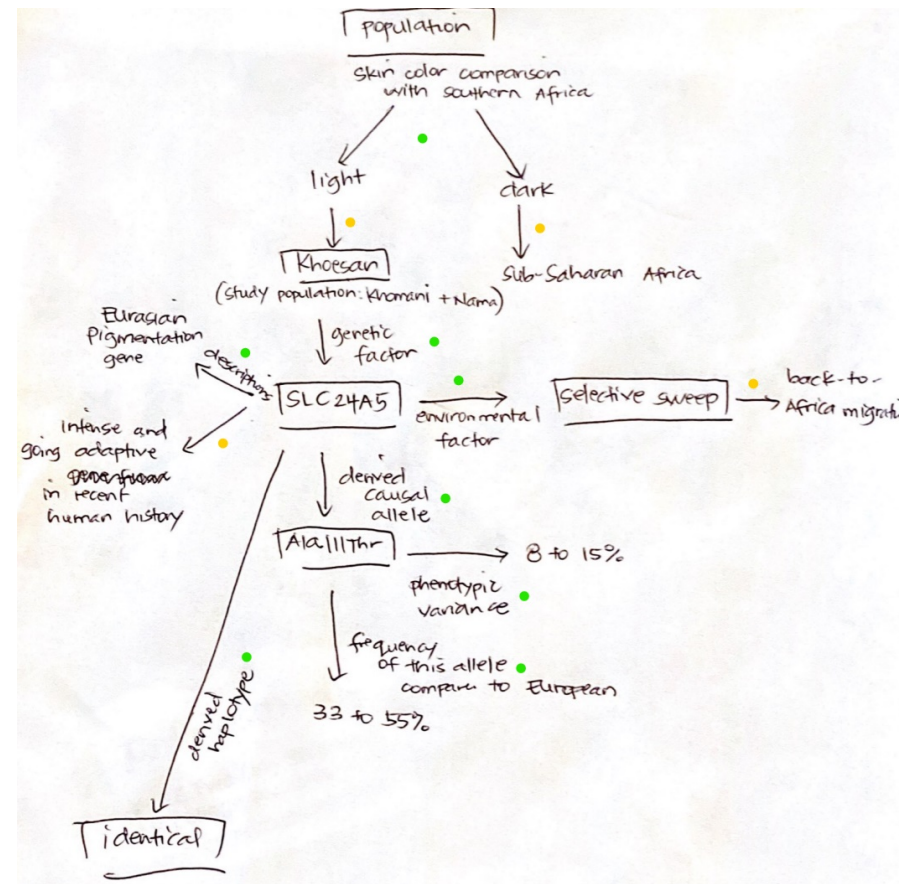 population
skin color comparison
with southern Africa
light
dark
Khoesan
(study population: Khomani + Nama)
Sub-Saharan Africa
genetic
factor
Eurasian
pigmentation
gene
description
SLC24A5
environmental
factor
selective sweep
back-to-
Africa migrati
Intense and
going adaptive
in recent
human history
derived
causal
allele
Ala111Thr
8 to 15%
phenotypic
variance
frequency
of this allele
compare to European
33 to 55%
derived
haplotype
identical